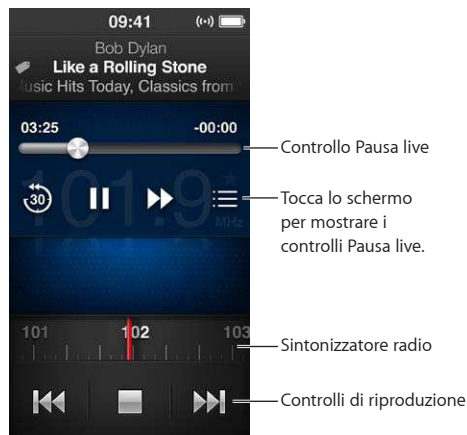 09:41
Bob Dylan
Like a Rolling Stone
usic Hits Today, Classics from
03:25 -00:00
Controllo Pausa live
30
101.9
MHz
Tocca lo schermo
per mostrare i
controlli Pausa live.
101 102 103
Sintonizzatore radio
Controlli di riproduzione